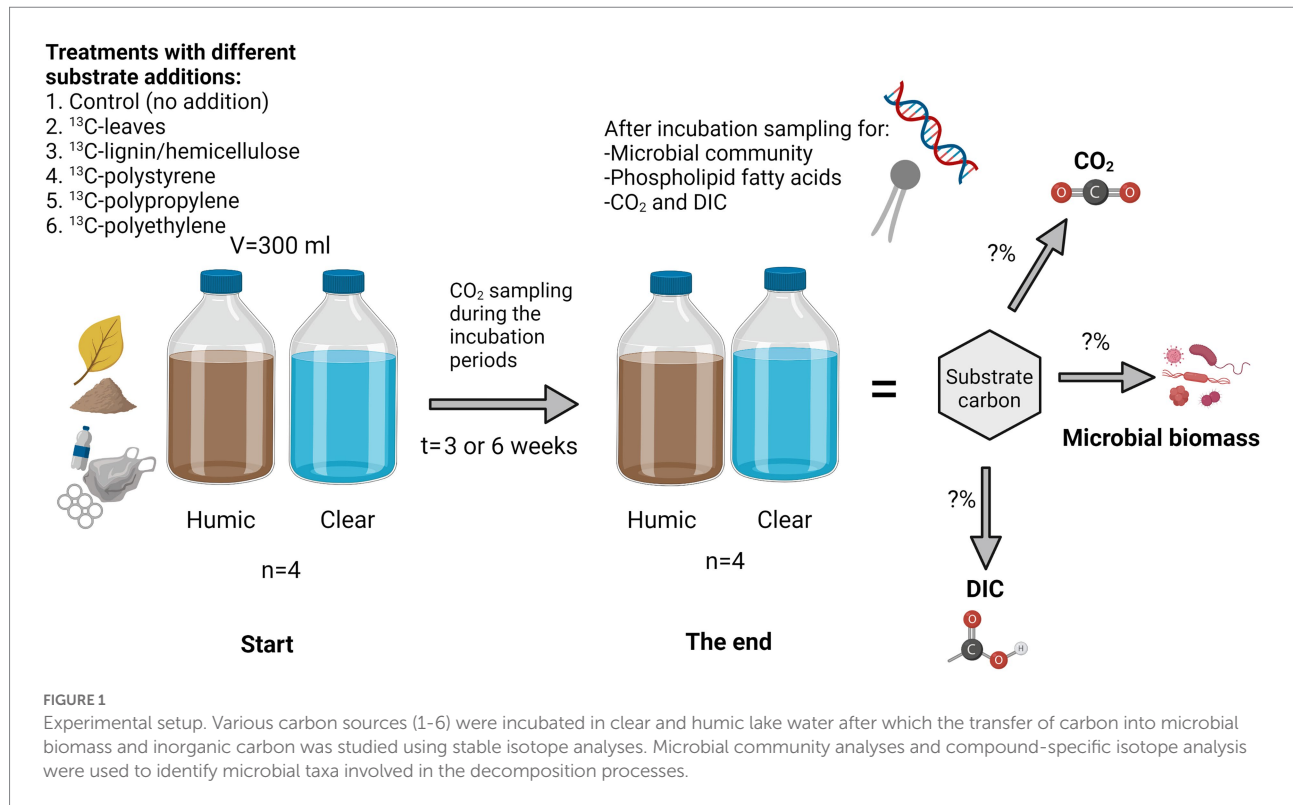 Treatments with different
substrate additions:
1. Control (no addition)
2. ¹³C-leaves
3. ¹³C-lignin/hemicellulose
4. ¹³C-polystyrene
5. ¹³C-polypropylene
6. ¹³C-polyethylene
V=300 ml
Humic
Clear
n=4
Start
CO₂ sampling
during the
incubation
periods
t=3 or 6 weeks
After incubation sampling for:
-Microbial community
-Phospholipid fatty acids
-CO₂ and DIC
Humic
Clear
n=4
The end
=
Substrate
carbon
?%
CO₂
O C O
?%
Microbial biomass
?%
DIC
O
C
O
H
FIGURE 1
Experimental setup. Various carbon sources (1-6) were incubated in clear and humic lake water after which the transfer of carbon into microbial
biomass and inorganic carbon was studied using stable isotope analyses. Microbial community analyses and compound-specific isotope analysis
were used to identify microbial taxa involved in the decomposition processes.